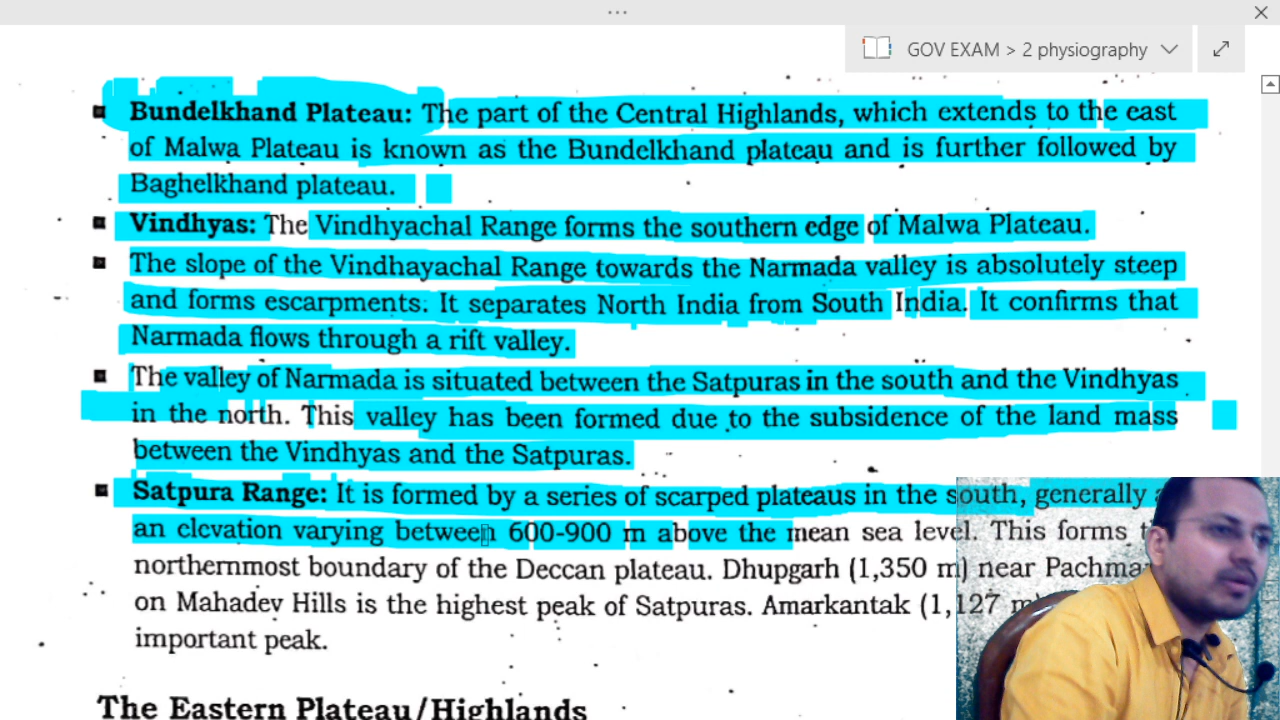 GOV EXAM > 2 physiography
Bundelkhand Plateau: The part of the Central Highlands, which extends to the east
of Malwa Plateau is known as the Bundelkhand plateau and is further followed by
Baghelkhand plateau.
Vindhyas: The Vindhyachal Range forms the southern edge of Malwa Plateau.
The slope of the Vindhayachal Range towards the Narmada valley is absolutely steep
and forms escarpments. It separates North India from South India. It confirms that
Narmada flows through a rift valley.
The valley of Narmada is situated between the Satpuras in the south and the Vindhyas
in the north. This valley has been formed due to the subsidence of the land mass
between the Vindhyas and the Satpuras.
Satpura Range: It is formed by a series of scarped plateaus in the south, generally
an elevation varying between 600-900 m above the mean sea level. This forms
northernmost boundary of the Deccan plateau. Dhupgarh (1,350 m) near
on Mahadev Hills is the highest peak of Satpuras. Amarkantak (1,127
important peak.
The Eastern Plateau/Highlands